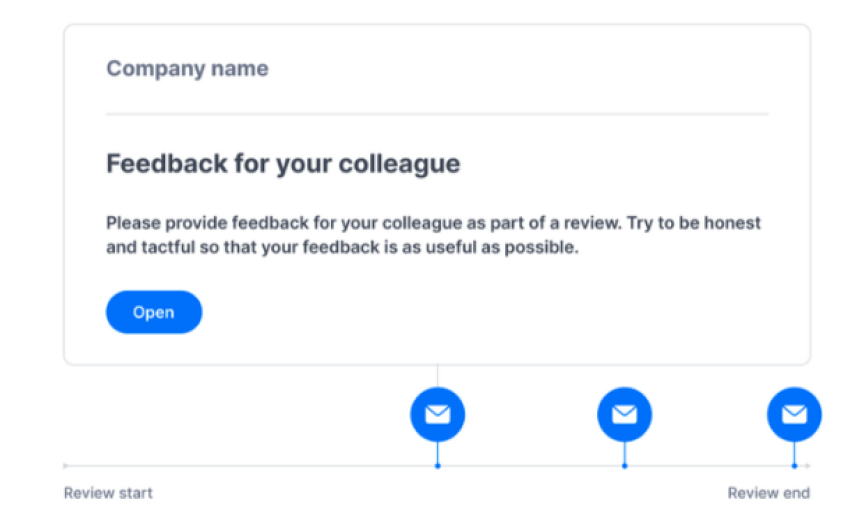 Company name
Feedback for your colleague
Please provide feedback for your colleague as part of a review. Try to be honest
and tactful so that your feedback is as useful as possible.
Open
Review start
Review end